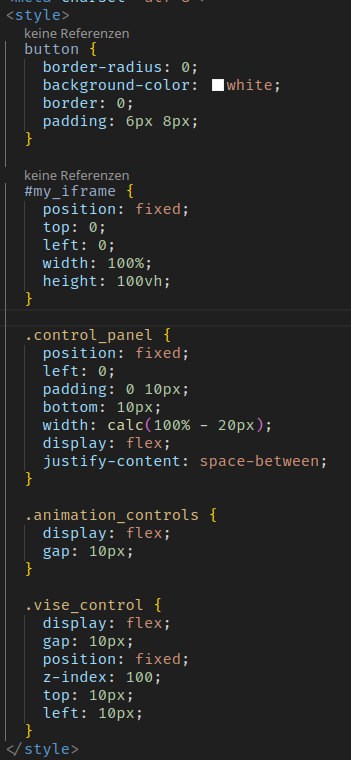 <style>
keine Referenzen
button {
border-radius: 0;
background-color: white;
border: 0;
padding: 6px 8px;
}
keine Referenzen
#my_iframe {
position: fixed;
top: 0;
left: 0;
width: 100%;
height: 100vh;
}
.control_panel {
position: fixed;
left: 0;
padding: 0 10px;
bottom: 10px;
width: calc(100% - 20px);
display: flex;
justify-content: space-between;
}
.animation_controls {
display: flex;
gap: 10px;
}
.vise_control {
display: flex;
gap: 10px;
position: fixed;
z-index: 100;
top: 10px;
left: 10px;
}
</style>